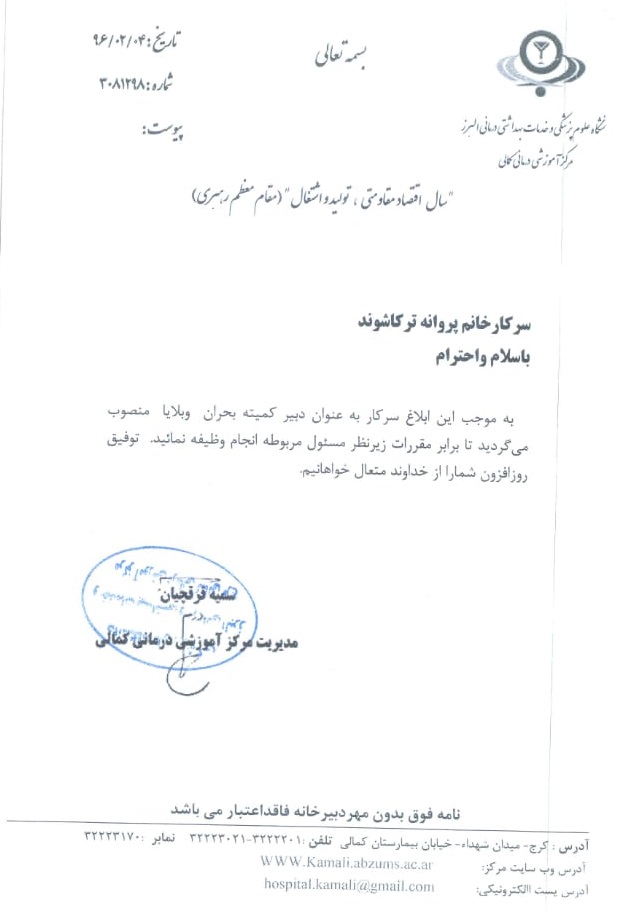 بسمه تعالی
تاریخ: ۹۶/۰۲/۰۴
شماره: ۳۰۸۱۲۹۸
پیوست:
شگاه علوم پزشکی و خدمات بهداشتی درمانی البرز
مرکز آموزشی درمانی کمالی
"سال اقتصاد مقاومتی ، تولید و اشتغال" (مقام معظم رهبری)
سرکارخانم پروانه ترکاشوند
باسلام واحترام
به موجب این ابلاغ سرکار به عنوان دبیر کمیته بحران وبلایا منصوب
می‌گردید تا برابر مقررات زیرنظر مسئول مربوطه انجام وظیفه نمائید. توفیق
روزافزون شمارا از خداوند متعال خواهانیم.
سمیه قرقچیان
مدیریت مرکز آموزشی درمانی کمالی
نامه فوق بدون مهردبیرخانه فاقداعتبار می باشد
آدرس : کرج- میدان شهداء- خیابان بیمارستان کمالی تلفن :۳۲۲۲۲۰۱-۳۲۲۲۳۰۲۱ نمابر :۳۲۲۲۳۱۷۰
آدرس وب سایت مرکز: WWW.Kamali.abzums.ac.ar
آدرس پست االکترونیکی: hospital.kamali@gmail.com